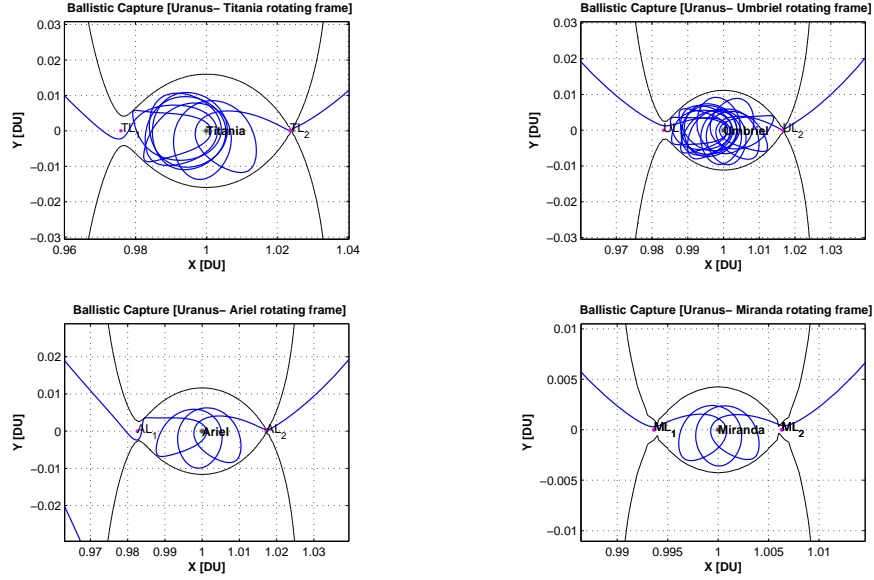 Ballistic Capture [Uranus− Titania rotating frame]
0.03
0.02
0.01
0
−0.01
−0.02
−0.03
Y [DU]
TL1
Titania
TL2
0.96
0.98
1
1.02
1.04
X [DU]
Ballistic Capture [Uranus− Umbriel rotating frame]
0.03
0.02
0.01
0
−0.01
−0.02
−0.03
Y [DU]
Umbriel
UL2
0.97
0.98
0.99
1
1.01
1.02
1.03
X [DU]
Ballistic Capture [Uranus− Ariel rotating frame]
0.02
0.01
0
−0.01
−0.02
Y [DU]
AL1
Ariel
AL2
0.97
0.98
0.99
1
1.01
1.02
1.03
X [DU]
Ballistic Capture [Uranus− Miranda rotating frame]
0.01
0.005
0
−0.005
−0.01
Y [DU]
ML1
Miranda
ML2
0.99
0.995
1
1.005
1.01
X [DU]